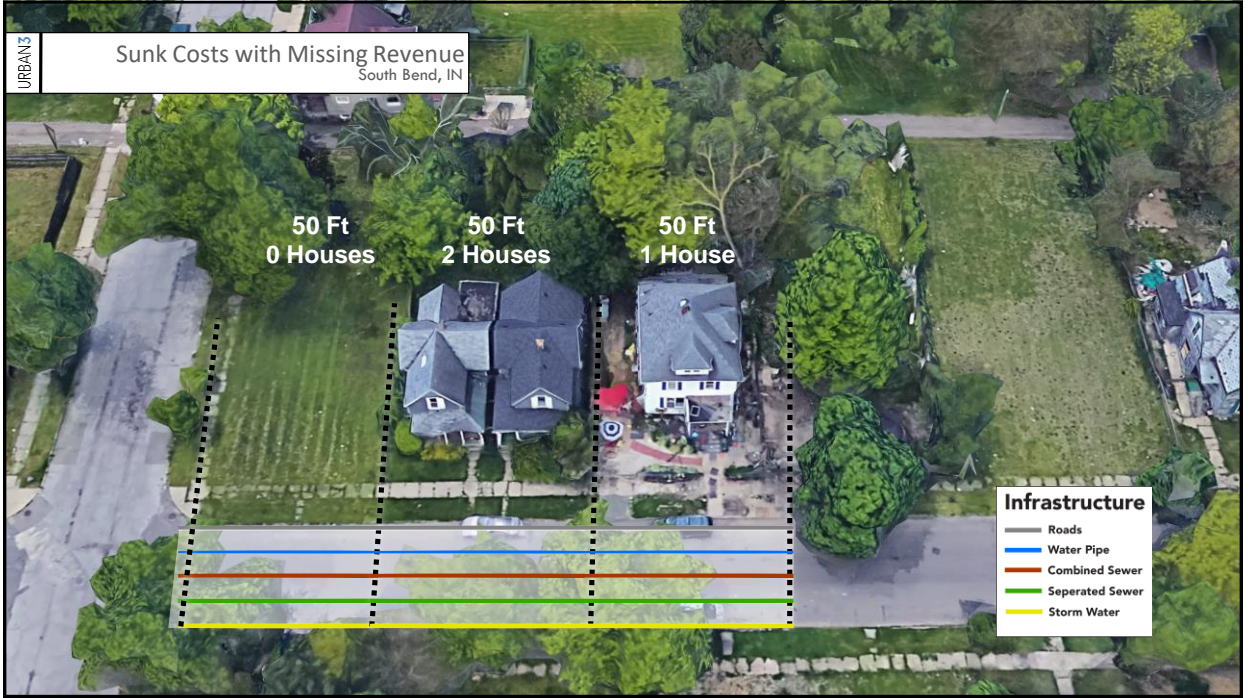 URBAN3
Sunk Costs with Missing Revenue
South Bend, IN
50 Ft
0 Houses
50 Ft
2 Houses
50 Ft
1 House
Infrastructure
Roads
Water Pipe
Combined Sewer
Seperated Sewer
Storm Water